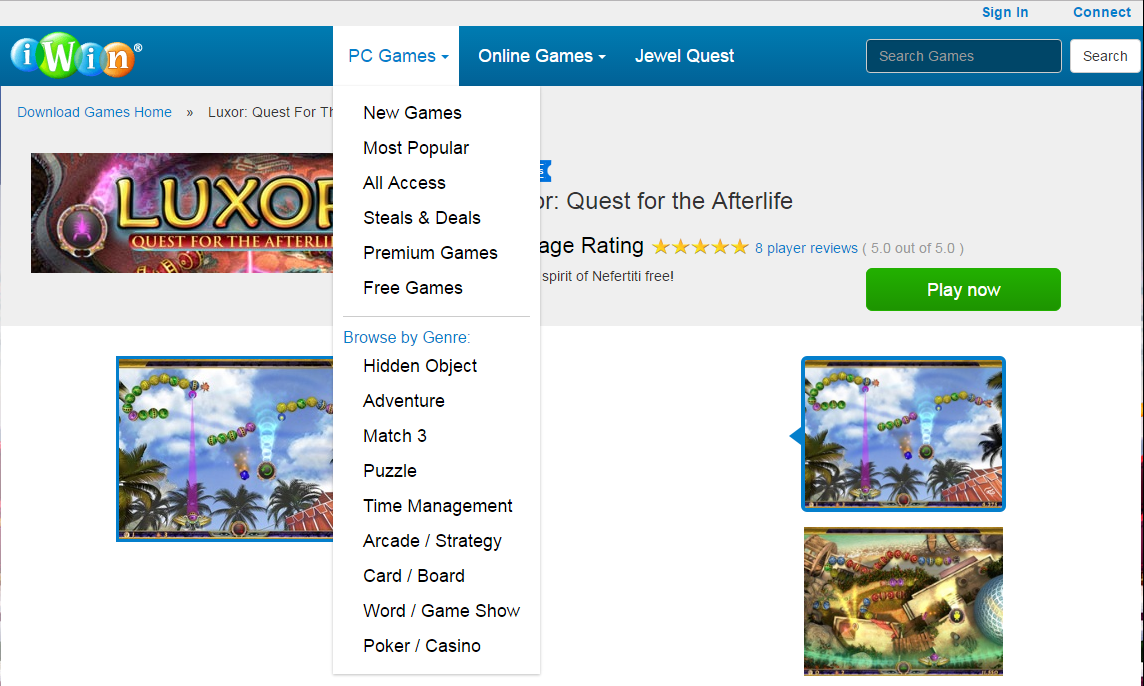 Sign In Connect
iWin® PC Games Online Games Jewel Quest Search Games Search
Download Games Home » Luxor: Quest For
New Games
Most Popular
All Access
Steals & Deals
Premium Games
Free Games
Browse by Genre:
Hidden Object
Adventure
Match 3
Puzzle
Time Management
Arcade / Strategy
Card / Board
Word / Game Show
Poker / Casino
LUXOR
QUEST FOR THE AFTERLI
or: Quest for the Afterlife
age Rating 8 player reviews ( 5.0 out of 5.0 )
spirit of Nefertiti free!
Play now